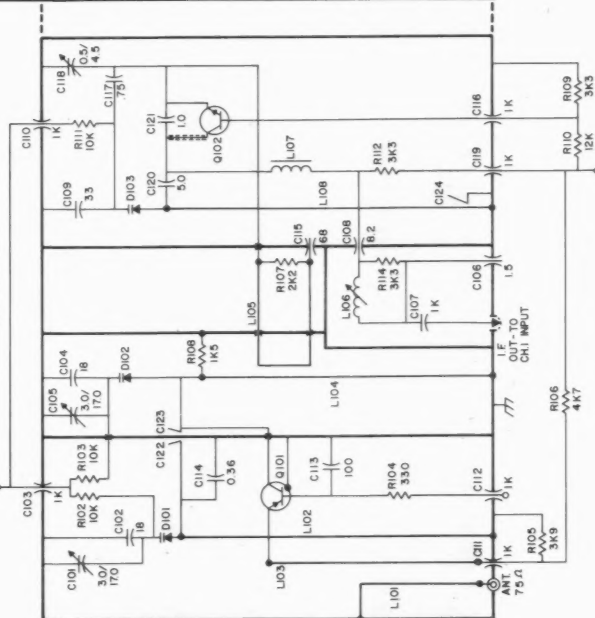 C118
0.5/
4.5
C117
.75
C110
1K
R111
10K
C109
33
D103
C121
1.0
Q102
C120
5.0
L107
L108
R112
3K3
C116
1K
R109
3K3
R110
12K
C119
1K
C124
C115
68
C108
8.2
R107
2K2
L105
L106
R114
3K3
C107
1K
C106
1.5
I.F.
OUT-TO
CH.1 INPUT
R108
1K5
C104
18
D102
C105
3.0/
17.0
L104
R106
4K7
C123
C122
R103
10K
C103
1K
R102
10K
C114
0.36
Q101
C113
100
R104
330
C112
1K
C102
18
D101
L102
C101
3.0/
17.0
L103
C111
1K
R105
3K9
L101
ANT.
75Ω